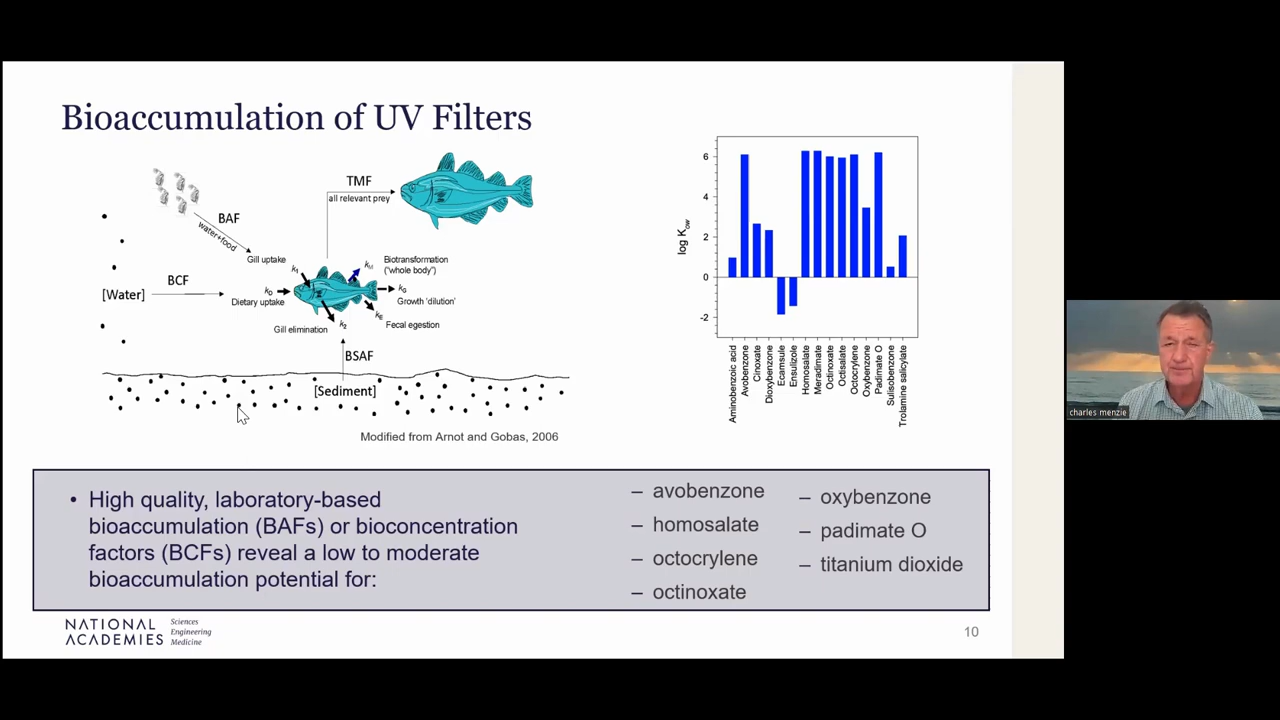 Bioaccumulation of UV Filters
TMF
all relevant prey
BAF
water+food
Gill uptake
k1
kM
Biotransformation
("whole body")
BCF
[Water]
kD
Dietary uptake
kG
Growth 'dilution'
kE
Fecal egestion
Gill elimination
k2
BSAF
[Sediment]
Modified from Arnot and Gobas, 2006
log Kow
6
4
2
0
-2
Aminobenzoic acid
Avobenzone
Cinoxate
Dioxybenzone
Ecamsule
Ensulizole
Homosalate
Meradimate
Octinoxate
Octisalate
Octocrylene
Oxybenzone
Padimate O
Sulisobenzone
Trolamine salicylate
• High quality, laboratory-based
bioaccumulation (BAFs) or bioconcentration
factors (BCFs) reveal a low to moderate
bioaccumulation potential for:
– avobenzone
– homosalate
– octocrylene
– octinoxate
– oxybenzone
– padimate O
– titanium dioxide
NATIONAL
ACADEMIES
Sciences
Engineering
Medicine
10
charles menzie